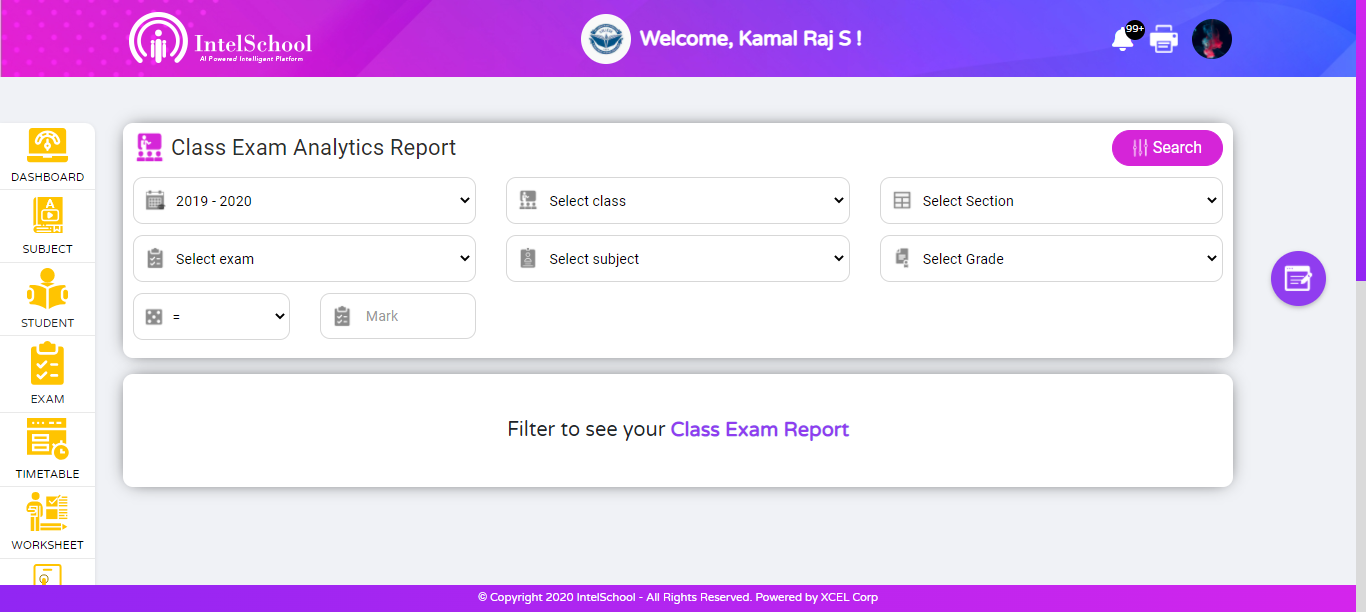 IntelSchool
AI Powered Intelligent Platform
Welcome, Kamal Raj S !
99+
DASHBOARD
SUBJECT
STUDENT
EXAM
TIMETABLE
WORKSHEET
Class Exam Analytics Report
Search
2019 - 2020
Select class
Select Section
Select exam
Select subject
Select Grade
=
Mark
Filter to see your Class Exam Report
© Copyright 2020 IntelSchool - All Rights Reserved. Powered by XCEL Corp